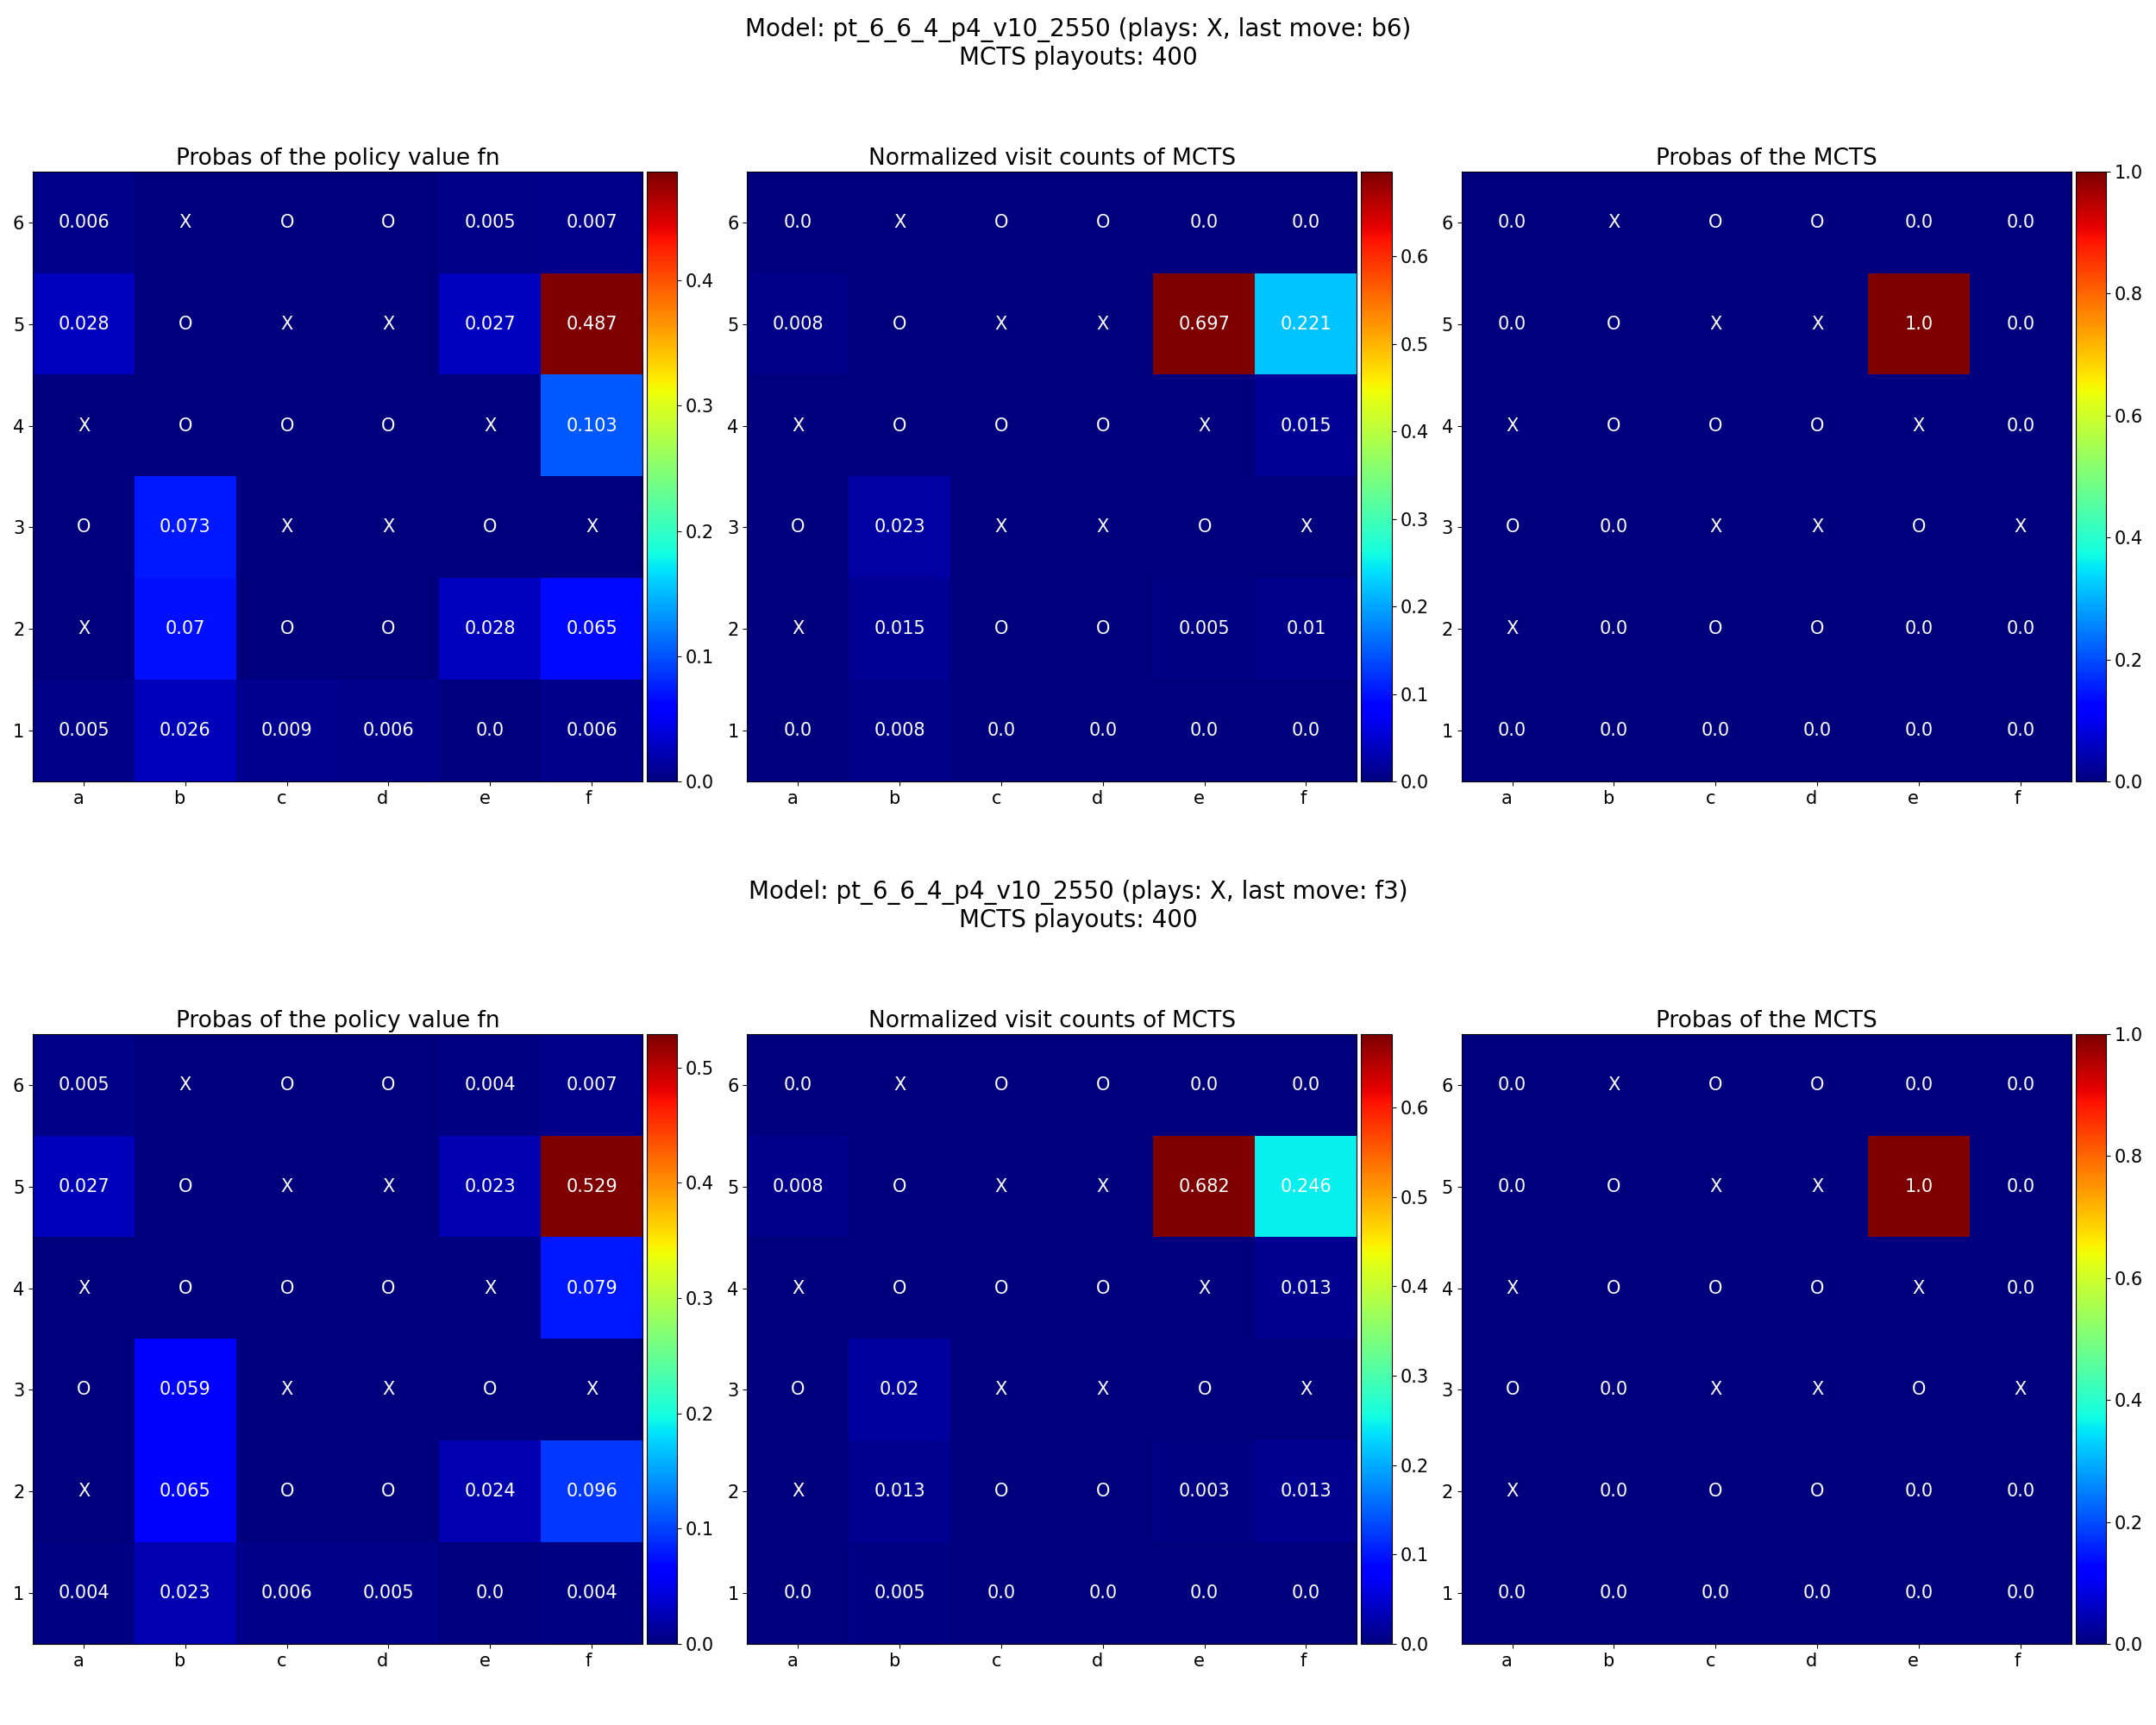 Model: pt_6_6_4_p4_v10_2550 (plays: X, last move: b6)
MCTS playouts: 400
Probas of the policy value fn
6 0.006 X O O 0.005 0.007
5 0.028 O X X 0.027 0.487 0.4
4 X O O O X 0.103 0.3
3 O 0.073 X X O X 0.2
2 X 0.07 O O 0.028 0.065 0.1
1 0.005 0.026 0.009 0.006 0.0 0.006 0.0
a b c d e f
Normalized visit counts of MCTS
0.0 X O O 0.0 0.0 0.6
5 0.008 O X X 0.697 0.221 0.5
4 X O O O X 0.015 0.4
3 O 0.023 X X O X 0.3
2 X 0.015 O O 0.005 0.01 0.2
1 0.0 0.008 0.0 0.0 0.0 0.0 0.1
6 0.0
a b c d e f
Probas of the MCTS
6 0.0 X O O 0.0 0.0 1.0
5 0.0 O X X 1.0 0.0 0.8
4 X O O O X 0.0 0.6
3 O 0.0 X X O X 0.4
2 X 0.0 O O 0.0 0.0 0.2
1 0.0 0.0 0.0 0.0 0.0 0.0 0.0
a b c d e f
Model: pt_6_6_4_p4_v10_2550 (plays: X, last move: f3)
MCTS playouts: 400
Probas of the policy value fn
6 0.005 X O O 0.004 0.007 0.5
5 0.027 O X X 0.023 0.529 0.4
4 X O O O X 0.079 0.3
3 O 0.059 X X O X 0.2
2 X 0.065 O O 0.024 0.096 0.1
1 0.004 0.023 0.006 0.005 0.0 0.004 0.0
a b c d e f
Normalized visit counts of MCTS
6 0.0 X O O 0.0 0.0 0.6
5 0.008 O X X 0.682 0.246 0.5
4 X O O O X 0.013 0.4
3 O 0.02 X X O X 0.3
2 X 0.013 O O 0.003 0.013 0.2
1 0.0 0.005 0.0 0.0 0.0 0.0 0.1
0.0
a b c d e f
Probas of the MCTS
6 0.0 X O O 0.0 0.0 1.0
5 0.0 O X X 1.0 0.0 0.8
4 X O O O X 0.0 0.6
3 O 0.0 X X O X 0.4
2 X 0.0 O O 0.0 0.0 0.2
1 0.0 0.0 0.0 0.0 0.0 0.0 0.0
a b c d e f